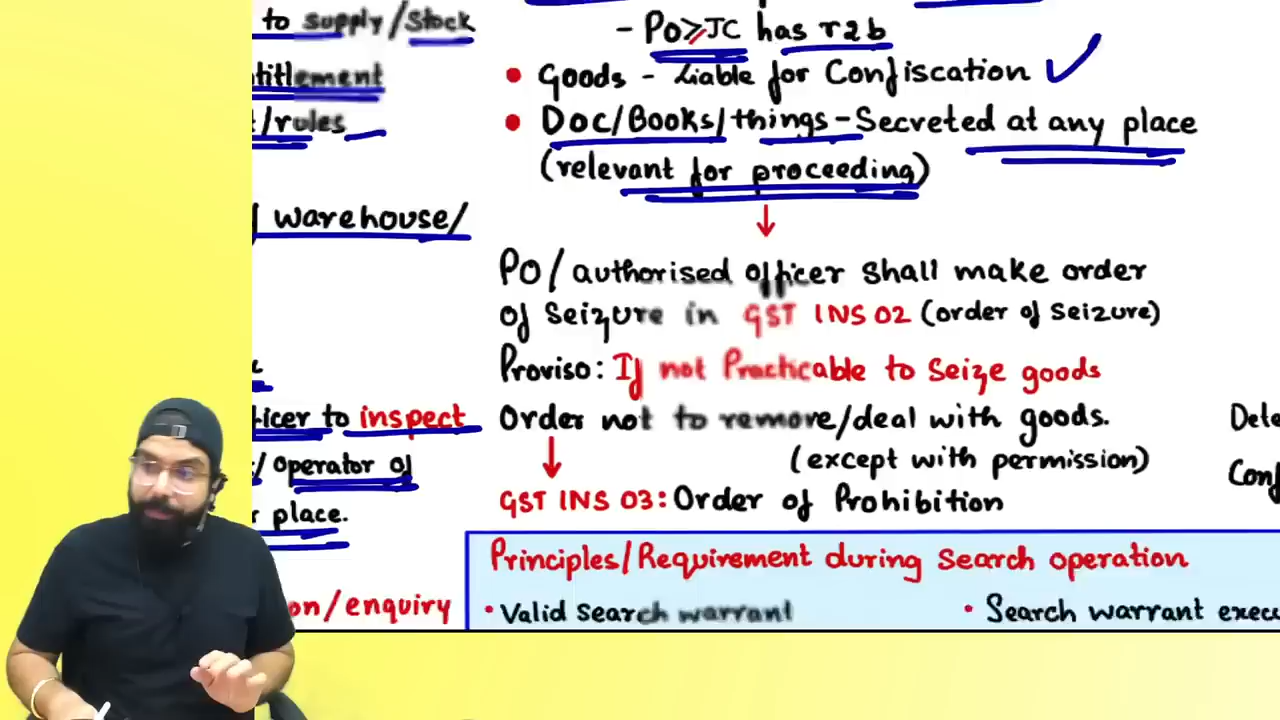 to supply/Stock
titlement
/rules
warehouse/
officer to inspect
operator of
place.
on/enquiry
- PO≥JC has r2b
• Goods - liable for Confiscation ✓
• Doc/Books/things - Secreted at any place
(relevant for proceeding)
↓
PO/authorised officer shall make order
of Seizure in GST INS 02 (order of seizure)
Proviso: If not Practicable to Seize goods
Order not to remove/deal with goods.
(except with permission)
↓
GST INS 03: Order of Prohibition
Dete
Conf
Principles/Requirement during Search operation
• Valid search warrant
• Search warrant exec